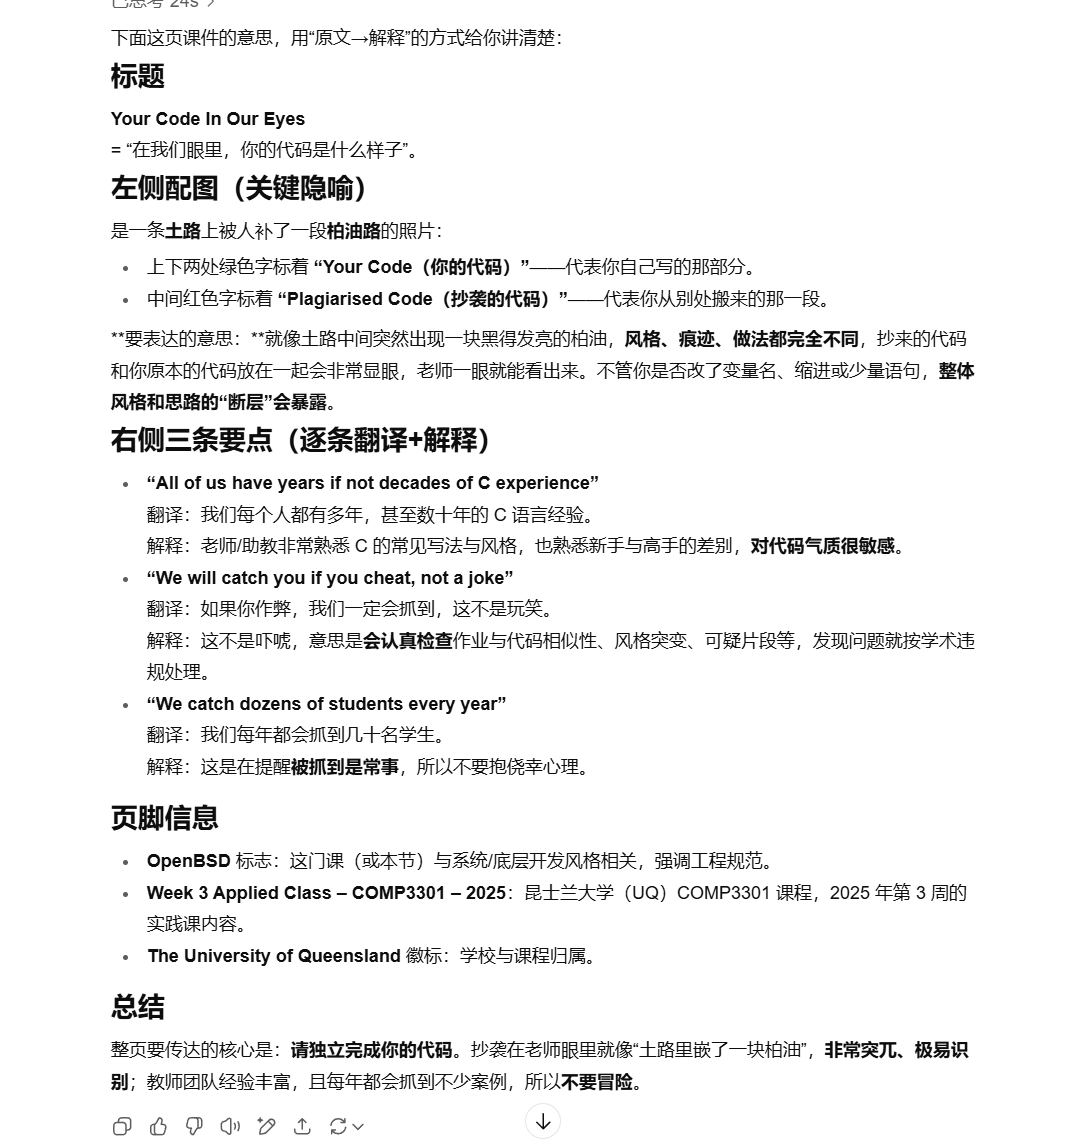 已思考 24s >
下面这页课件的意思，用“原文→解释”的方式给你讲清楚：
标题
Your Code In Our Eyes
= “在我们眼里，你的代码是什么样子”。
左侧配图（关键隐喻）
是一条土路上被人补了一段柏油路的照片：
• 上下两处绿色字标着 “Your Code（你的代码）”——代表你自己写的那部分。
• 中间红色字标着 “Plagiarised Code（抄袭的代码）”——代表你从别处搬来的那一段。
**要表达的意思：**就像土路中间突然出现一块黑得发亮的柏油，风格、痕迹、做法都完全不同，抄来的代码
和你原本的代码放在一起会非常显眼，老师一眼就能看出来。不管你是否改了变量名、缩进或少量语句，整体
风格和思路的“断层”会暴露。
右侧三条要点（逐条翻译+解释）
• “All of us have years if not decades of C experience”
翻译：我们每个人都有多年，甚至数十年的 C 语言经验。
解释：老师/助教非常熟悉 C 的常见写法与风格，也熟悉新手与高手的差别，对代码气质很敏感。
• “We will catch you if you cheat, not a joke”
翻译：如果你作弊，我们一定会抓到，这不是玩笑。
解释：这不是吓唬，意思是会认真检查作业与代码相似性、风格突变、可疑片段等，发现问题就按学术违
规处理。
• “We catch dozens of students every year”
翻译：我们每年都会抓到几十名学生。
解释：这是在提醒被抓到是常事，所以不要抱侥幸心理。
页脚信息
• OpenBSD 标志：这门课（或本节）与系统/底层开发风格相关，强调工程规范。
• Week 3 Applied Class – COMP3301 – 2025：昆士兰大学（UQ）COMP3301 课程，2025 年第 3 周的
实践课内容。
• The University of Queensland 徽标：学校与课程归属。
总结
整页要传达的核心是：请独立完成你的代码。抄袭在老师眼里就像“土路里嵌了一块柏油”，非常突兀、极易识
别；教师团队经验丰富，且每年都会抓到不少案例，所以不要冒险。